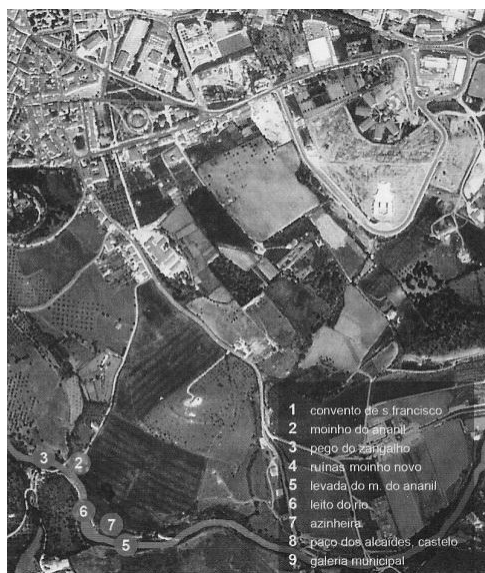 1 convento de s.francisco
2 moinho do ananil
3 pego do zangalho
4 ruínas moinho novo
5 levada do m. do ananil
6 leito do rio
7 azinheira
8 paço dos alcaides, castelo
9 galeria municipal
3
2
6
7
5